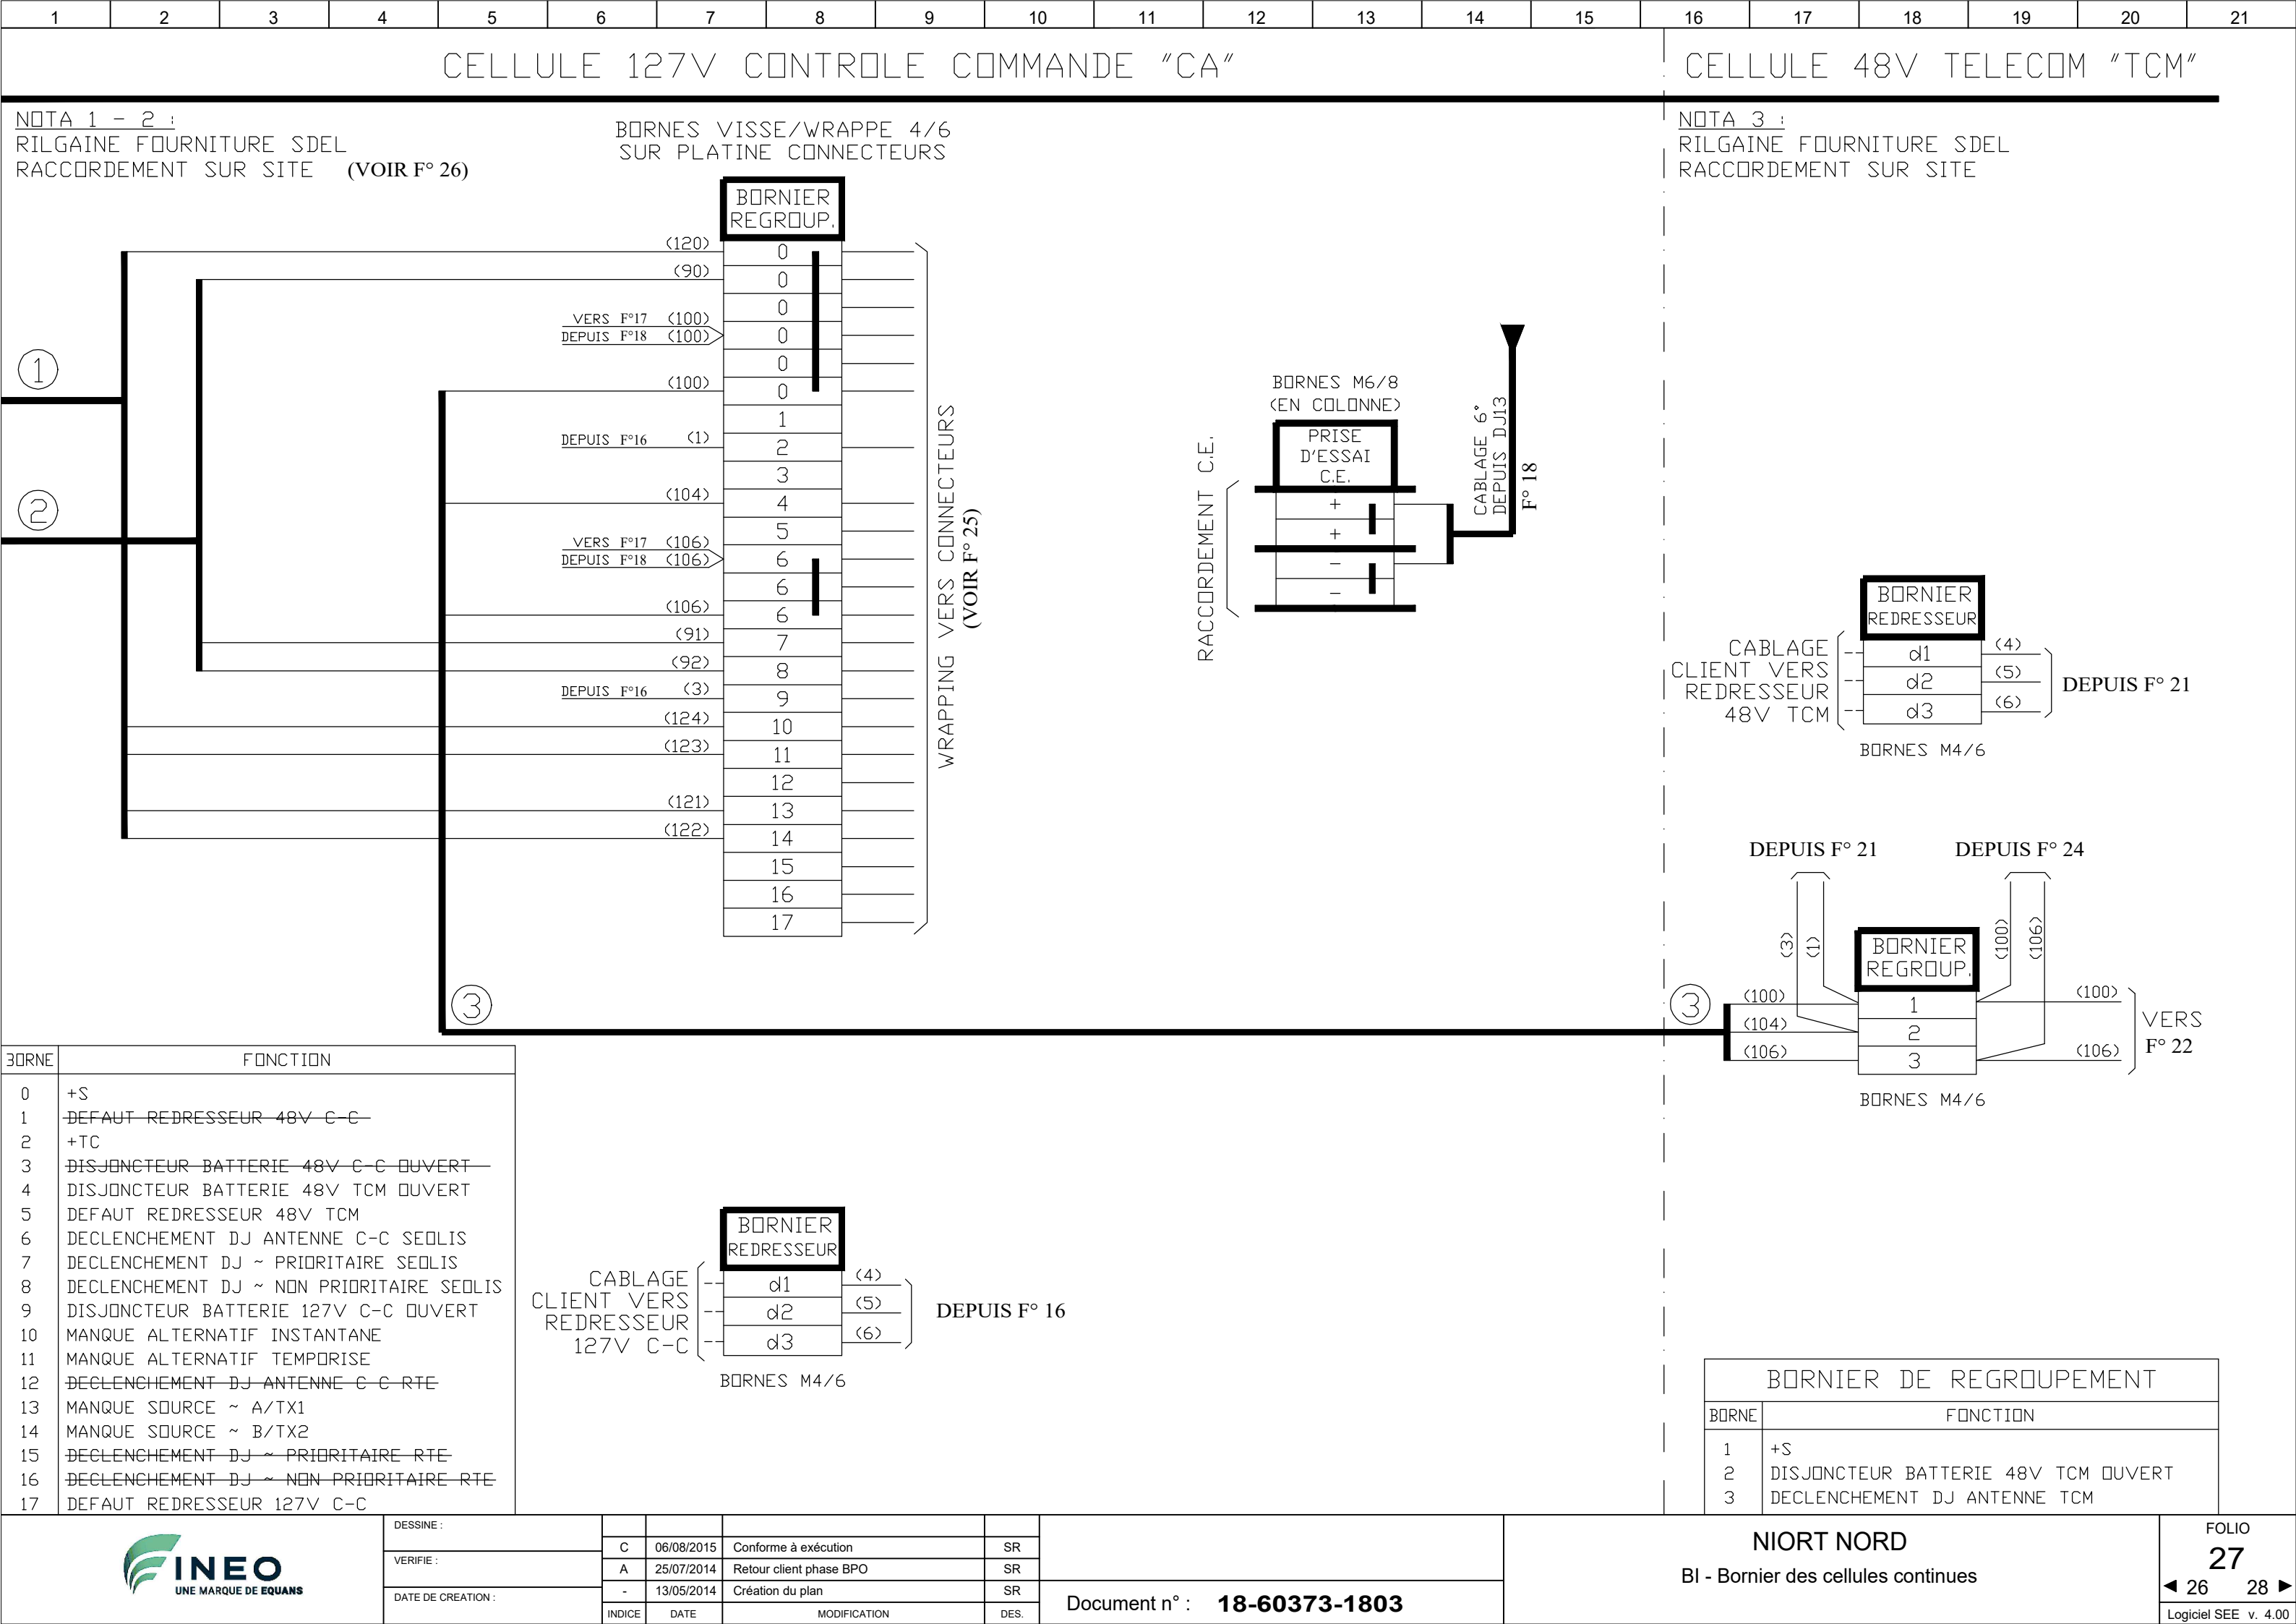 1 2 3 4 5 6 7 8 9 10 11 12 13 14 15 16 17 18 19 20 21
CELLULE 127V CONTROLE COMMANDE "CA"
CELLULE 48V TELECOM "TCM"
NOTA 1 - 2 :
RILGAINE FOURNITURE SDEL
RACCORDEMENT SUR SITE (VOIR F° 26)
BORNES VISSE/WRAPPE 4/6
SUR PLATINE CONNECTEURS
NOTA 3 :
RILGAINE FOURNITURE SDEL
RACCORDEMENT SUR SITE
BORNIER
REGROUP.
(120) 0
(90) 0
0
VERS F°17 (100)
DEPUIS F°18 (100) 0
0
(100) 0
1
DEPUIS F°16 (1) 2
3
(104) 4
5
VERS F°17 (106)
DEPUIS F°18 (106) 6
6
(106) 6
(91) 7
(92) 8
DEPUIS F°16 (3) 9
(124) 10
(123) 11
12
(121) 13
(122) 14
15
16
17
1
2
WRAPPING VERS CONNECTEURS
(VOIR F° 25)
BORNES M6/8
(EN COLONNE)
PRISE
D'ESSAI
C.E.
+
+
-
-
RACCORDEMENT C.E.
CABLAGE 6°
DEPUIS DJ13
F° 18
BORNIER
REDRESSEUR
CABLAGE
CLIENT VERS
REDRESSEUR
48V TCM
d1 (4)
d2 (5)
d3 (6)
DEPUIS F° 21
BORNES M4/6
DEPUIS F° 21
DEPUIS F° 24
(3)
(1)
(100)
(106)
BORNIER
REGROUP.
3
3
(100) 1 (100)
(104) 2
(106) 3 (106)
VERS
F° 22
BORNES M4/6
BORNIER
REDRESSEUR
CABLAGE
CLIENT VERS
REDRESSEUR
127V C-C
d1 (4)
d2 (5)
d3 (6)
DEPUIS F° 16
BORNES M4/6
BORNE FONCTION
0 +S
1 DEFAUT REDRESSEUR 48V C-C
2 +TC
3 DISJONCTEUR BATTERIE 48V C-C OUVERT
4 DISJONCTEUR BATTERIE 48V TCM OUVERT
5 DEFAUT REDRESSEUR 48V TCM
6 DECLENCHEMENT DJ ANTENNE C-C SEOLIS
7 DECLENCHEMENT DJ ~ PRIORITAIRE SEOLIS
8 DECLENCHEMENT DJ ~ NON PRIORITAIRE SEOLIS
9 DISJONCTEUR BATTERIE 127V C-C OUVERT
10 MANQUE ALTERNATIF INSTANTANE
11 MANQUE ALTERNATIF TEMPORISE
12 DECLENCHEMENT DJ ANTENNE C-C RTE
13 MANQUE SOURCE ~ A/TX1
14 MANQUE SOURCE ~ B/TX2
15 DECLENCHEMENT DJ ~ PRIORITAIRE RTE
16 DECLENCHEMENT DJ ~ NON PRIORITAIRE RTE
17 DEFAUT REDRESSEUR 127V C-C
BORNIER DE REGROUPEMENT
BORNE FONCTION
1 +S
2 DISJONCTEUR BATTERIE 48V TCM OUVERT
3 DECLENCHEMENT DJ ANTENNE TCM
INEO
UNE MARQUE DE EQUANS
DESSINE :
VERIFIE :
DATE DE CREATION :
C 06/08/2015 Conforme à exécution SR
A 25/07/2014 Retour client phase BPO SR
- 13/05/2014 Création du plan SR
INDICE DATE MODIFICATION DES.
Document n° : 18-60373-1803
NIORT NORD
BI - Bornier des cellules continues
FOLIO
27
◄ 26 28 ►
Logiciel SEE v. 4.00